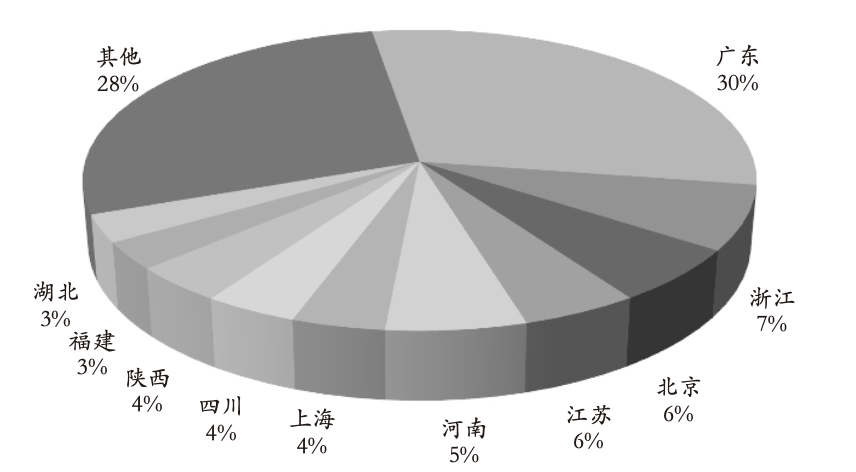 其他
28%
广东
30%
浙江
7%
北京
6%
江苏
6%
河南
5%
上海
4%
四川
4%
陕西
4%
福建
3%
湖北
3%